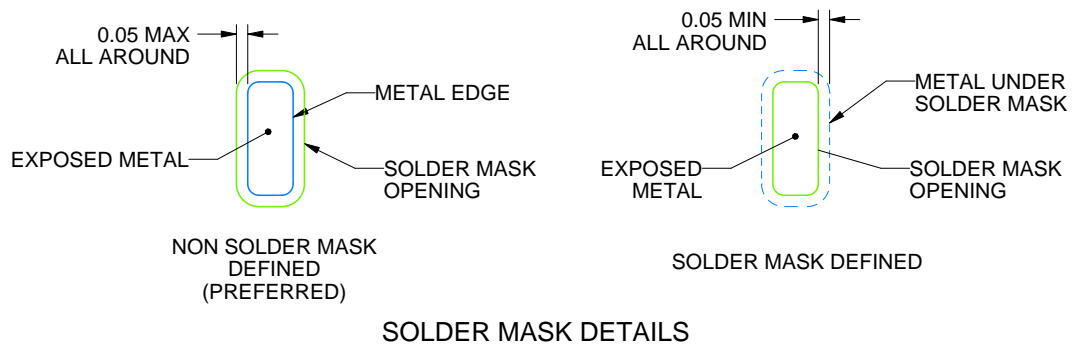 0.05 MAX
ALL AROUND
METAL EDGE
EXPOSED METAL
SOLDER MASK
OPENING
NON SOLDER MASK
DEFINED
(PREFERRED)
0.05 MIN
ALL AROUND
METAL UNDER
SOLDER MASK
EXPOSED
METAL
SOLDER MASK
OPENING
SOLDER MASK DEFINED
SOLDER MASK DETAILS